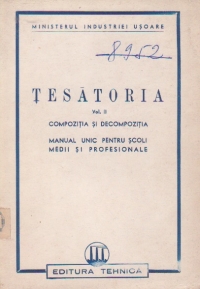 MINISTERUL INDUSTRIEI UȘOARE
8952
ȚESĂTORIA
Vol. II
COMPOZIȚIA ȘI DECOMPOZIȚIA
MANUAL UNIC PENTRU ȘCOLI
MEDII ȘI PROFESIONALE
EDITURA TEHNICĂ